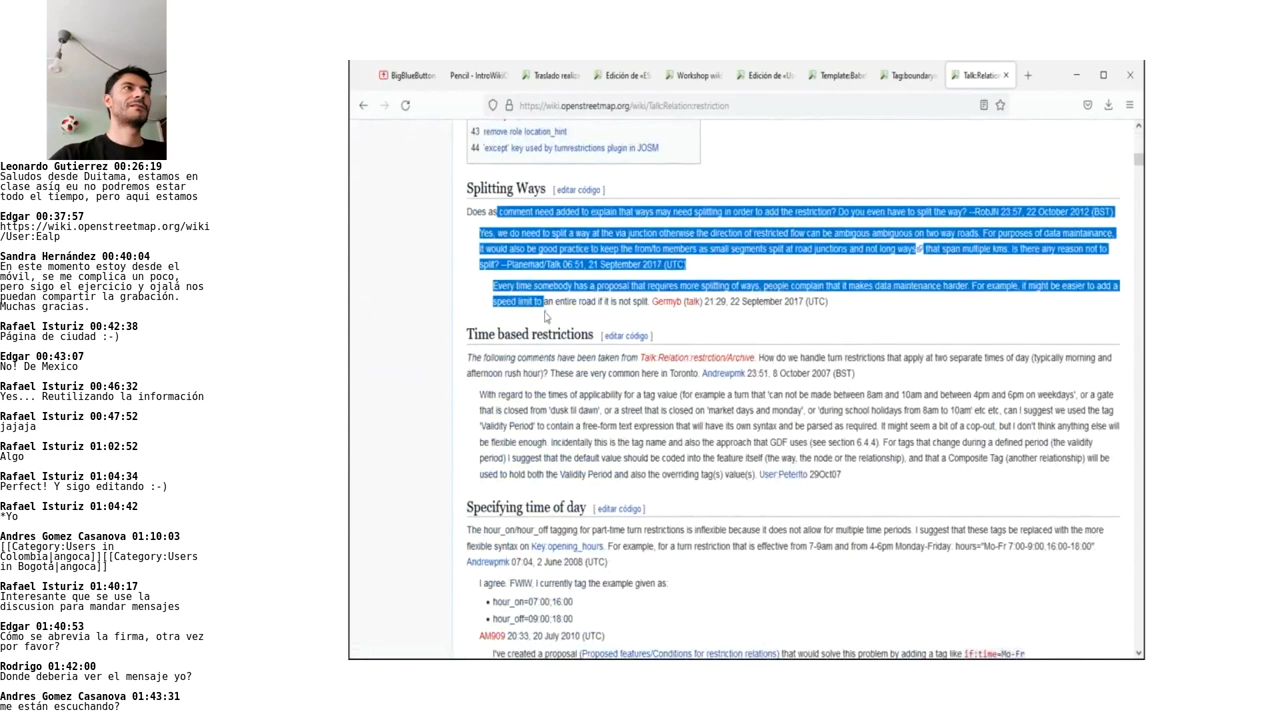 Leonardo Gutierrez 00:26:19
Saludos desde Duitama, estamos en
clase asig eu no podremos estar
todo el tiempo, pero aqui estamos
Edgar 00:37:57
https://wiki.openstreetmap.org/wiki
/User:Ealp
Sandra Hernández 00:40:04
En este momento estoy desde el
móvil, se me complica un poco,
pero sigo el ejercicio y ojalá nos
puedan compartir la grabación.
Muchas gracias.
Rafael Isturiz 00:42:38
Página de ciudad :-)
Edgar 00:43:07
No! De Mexico
Rafael Isturiz 00:46:32
Yes... Reutilizando la información
Rafael Isturiz 00:47:52
jajaja
Rafael Isturiz 01:02:52
Algo
Rafael Isturiz 01:04:34
Perfect! Y sigo editando :-)
Rafael Isturiz 01:04:42
*Yo
Andres Gomez Casanova 01:10:03
[[Category:Users in
Colombia|angoca]][[Category:Users
in Bogotá|angoca]]
Rafael Isturiz 01:40:17
Interesante que se use la
discusion para mandar mensajes
Edgar 01:40:53
Cómo se abrevia la firma, otra vez
por favor?
Rodrigo 01:42:00
Donde deberia ver el mensaje yo?
Andres Gomez Casanova 01:43:31
me están escuchando?
BigBlueButton
Pencil - IntroWiki
Traslado realiz
Edición de «ES
Workshop wiki
Edición de «Us
Template:Babe
Tag:boundary
Talk:Relation
https://wiki.openstreetmap.org/wiki/Talk:Relation:restriction
43 remove role location_hint
44 'except' key used by turnrestrictions plugin in JOSM
Splitting Ways [ editar código ]
Does as comment need added to explain that ways may need splitting in order to add the restriction? Do you even have to split the way? --RobJN 23:57, 22 October 2012 (BST)
Yes, we do need to split a way at the via junction otherwise the direction of restricted flow can be ambigous ambiguous on two way roads. For purposes of data maintainance,
it would also be good practice to keep the from/to members as small segments split at road junctions and not long ways that span multiple kms. is there any reason not to
split? --Planemad/Talk 06:51, 21 September 2017 (UTC)
Every time somebody has a proposal that requires more splitting of ways, people complain that it makes data maintenance harder. For example, it might be easier to add a
speed limit to an entire road if it is not split. Germyb (talk) 21:29, 22 September 2017 (UTC)
Time based restrictions [ editar código ]
The following comments have been taken from Talk:Relation:restriction/Archive. How do we handle turn restrictions that apply at two separate times of day (typically morning and
afternoon rush hour)? These are very common here in Toronto. Andrewpmk 23:51, 8 October 2007 (BST)
With regard to the times of applicability for a tag value (for example a turn that 'can not be made between 8am and 10am and between 4pm and 6pm on weekdays', or a gate
that is closed from 'dusk til dawn', or a street that is closed on 'market days and monday', or 'during school holidays from 8am to 10am' etc etc, can I suggest we used the tag
'Validity Period' to contain a free-form text expression that will have its own syntax and be parsed as required. It might seem a bit of a cop-out, but I don't think anything else will
be flexible enough. Incidentally this is the tag name and also the approach that GDF uses (see section 6.4.4). For tags that change during a defined period (the validity
period) I suggest that the default value should be coded into the feature itself (the way, the node or the relationship), and that a Composite Tag (another relationship) will be
used to hold both the Validity Period and also the overriding tag(s) value(s). User:PeterIto 29Oct07
Specifying time of day [ editar código ]
The hour_on/hour_off tagging for part-time turn restrictions is inflexible because it does not allow for multiple time periods. I suggest that these tags be replaced with the more
flexible syntax on Key:opening_hours. For example, for a turn restriction that is effective from 7-9am and from 4-6pm Monday-Friday. hours="Mo-Fr 7:00-9:00,16:00-18:00"
Andrewpmk 07:04, 2 June 2008 (UTC)
I agree. FWIW, I currently tag the example given as:
• hour_on=07:00;16:00
• hour_off=09:00;18:00
AM909 20:33, 20 July 2010 (UTC)
I've created a proposal (Proposed features/Conditions for restriction relations) that would solve this problem by adding a tag like if:time=Mo-Fr